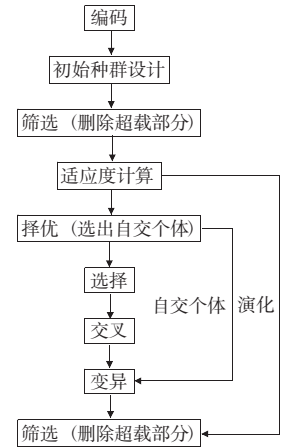 编码
初始种群设计
筛选（删除超载部分）
适应度计算
择优（选出自交个体）
选择
自交个体
演化
交叉
变异
筛选（删除超载部分）